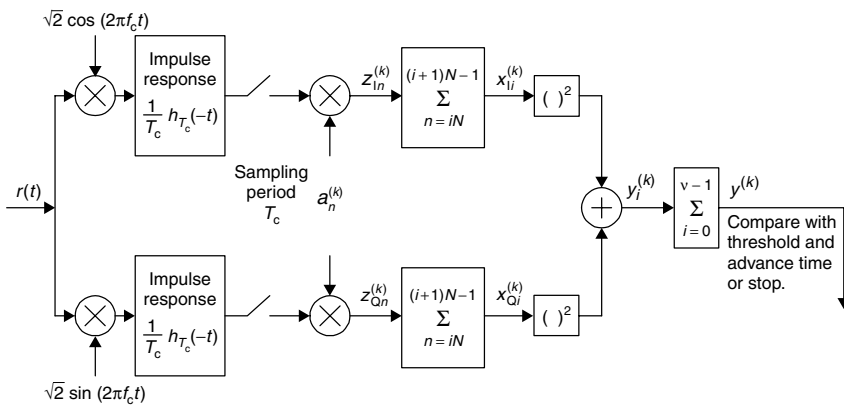 √2 cos (2πf_c t)
Impulse
response
1/T_c h_{T_c}(−t)
z_{In}^{(k)}
(i+1)N−1
Σ
n = iN
x_{Ii}^{(k)}
( )²
r(t)
Sampling
period
T_c
a_n^{(k)}
y_i^{(k)}
ν − 1
Σ
i = 0
y^{(k)}
Compare with
threshold and
advance time
or stop.
Impulse
response
1/T_c h_{T_c}(−t)
z_{Qn}^{(k)}
(i+1)N−1
Σ
n = iN
x_{Qi}^{(k)}
( )²
√2 sin (2πf_c t)